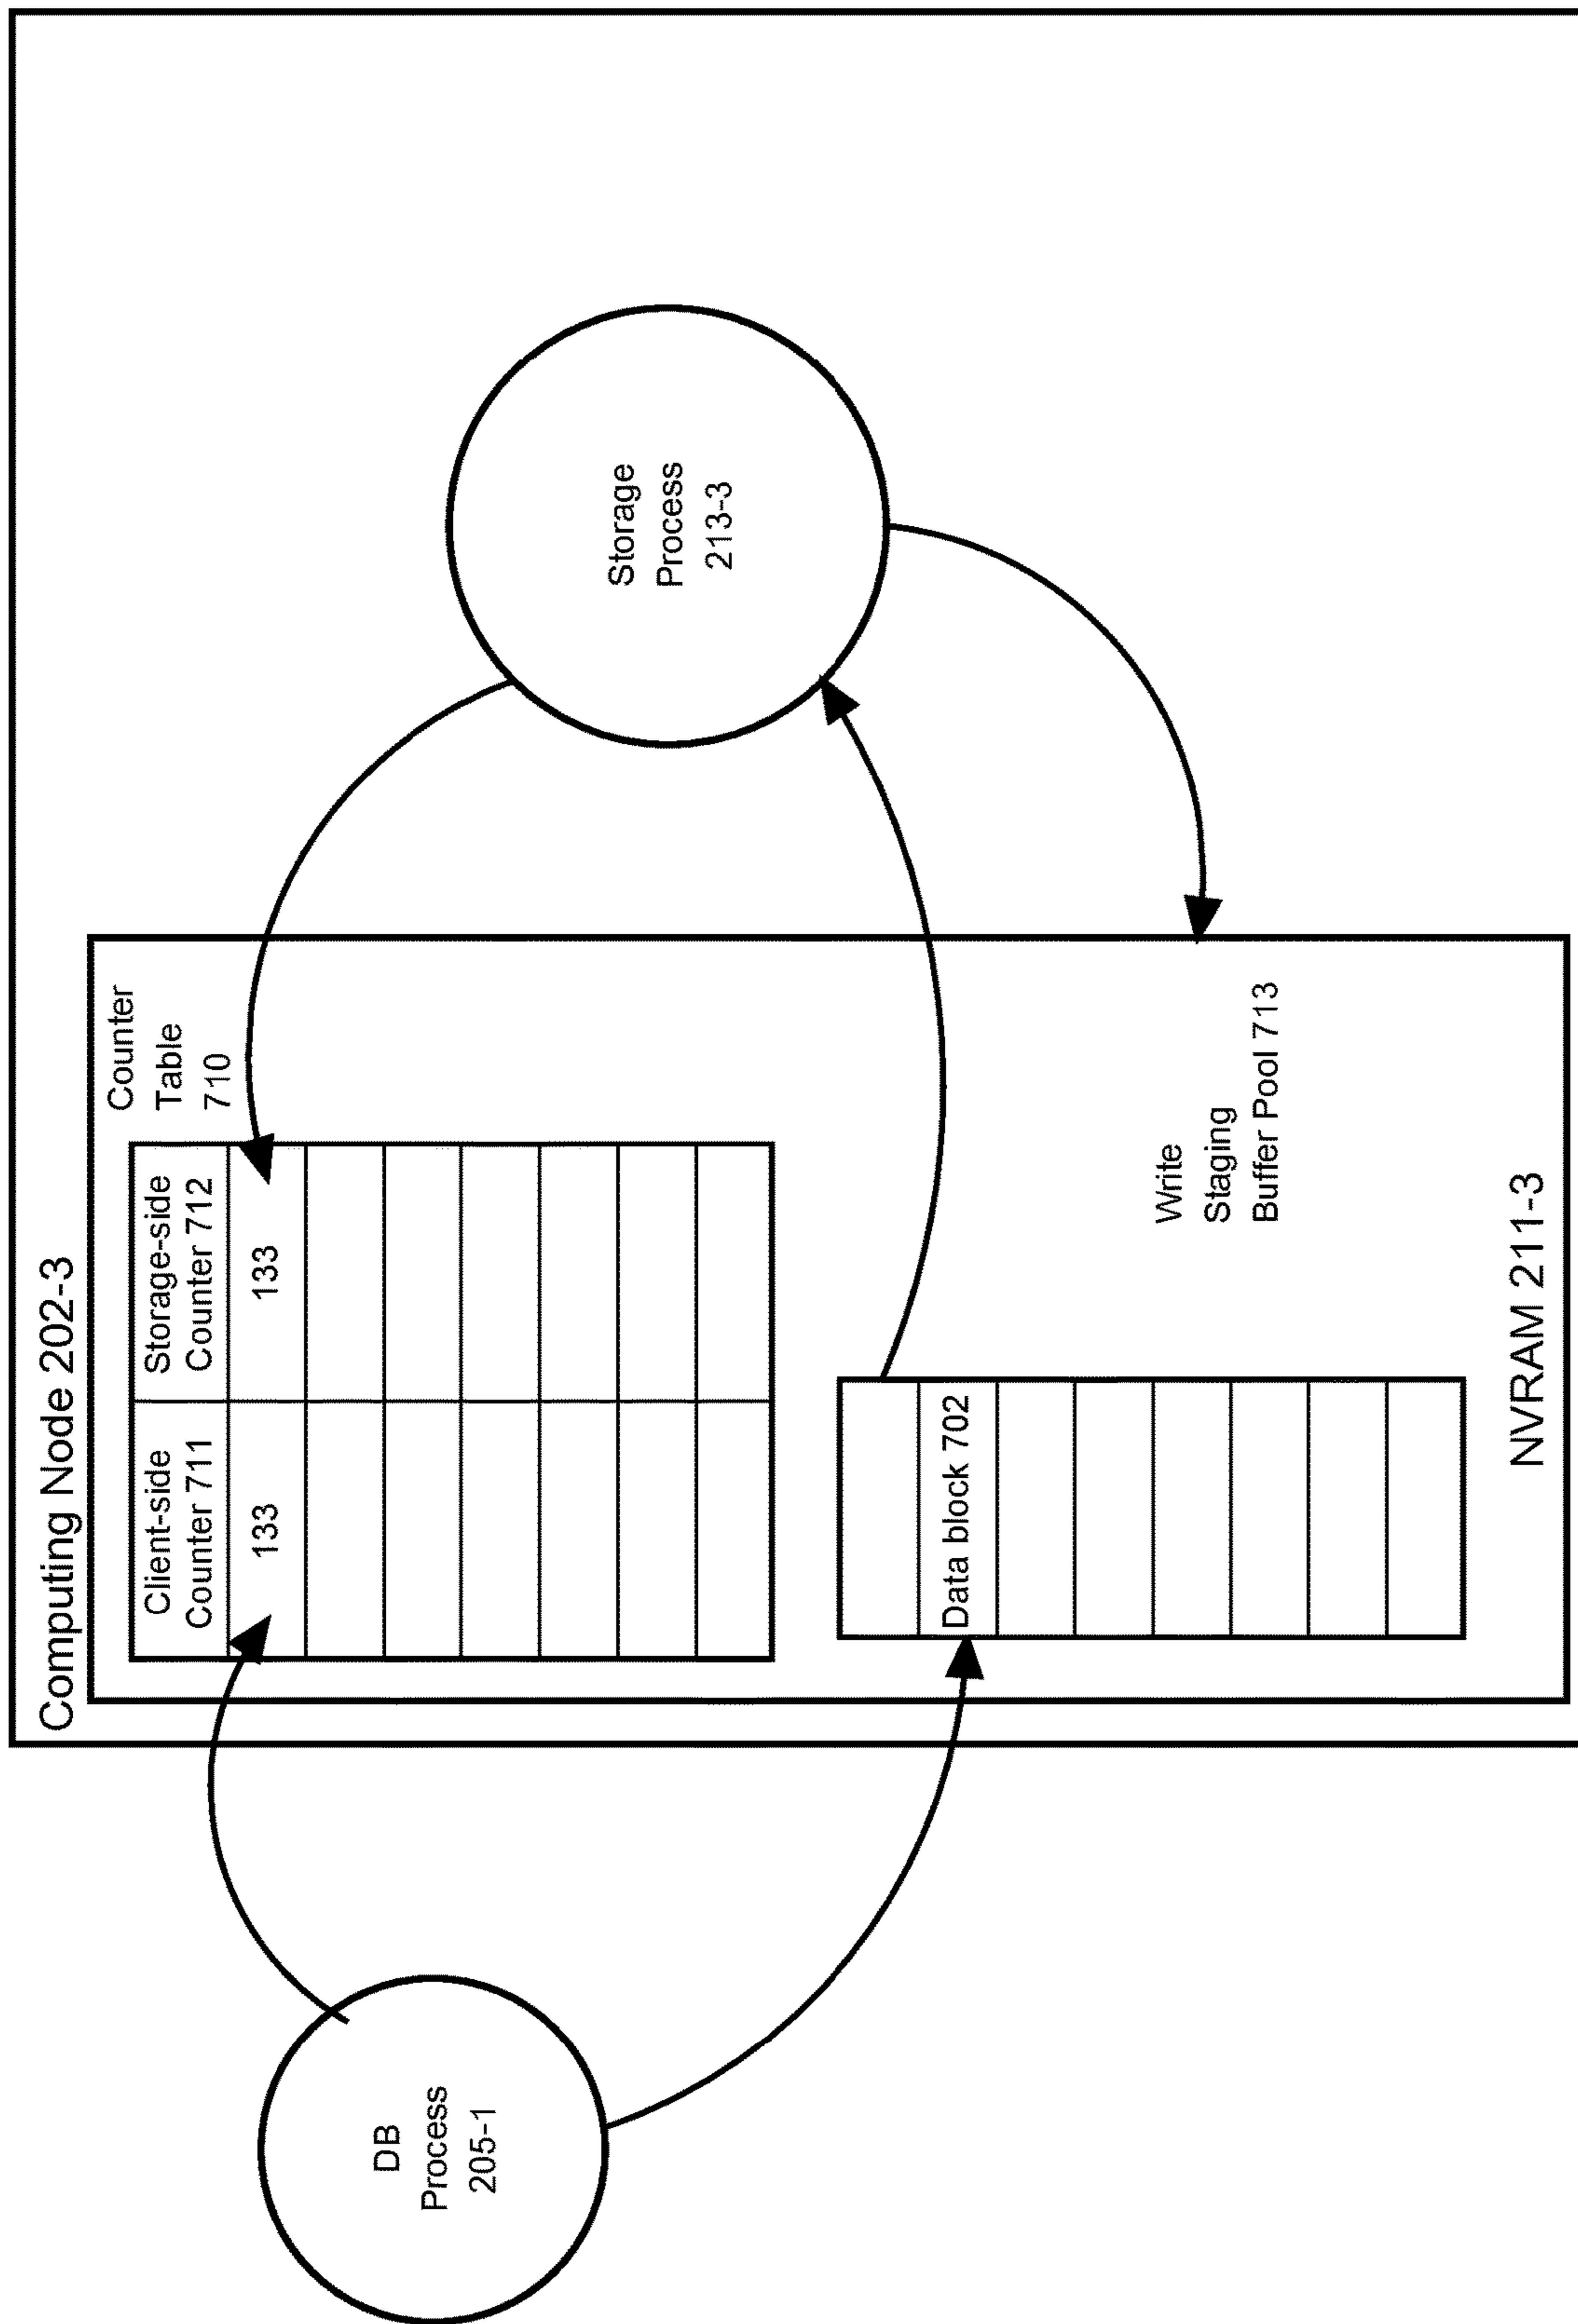 Computing Node 202-3
Counter
Table
710
Client-side
Counter 711
Storage-side
Counter 712
133
133
DB
Process
205-1
Storage
Process
213-3
Data block 702
Write
Staging
Buffer Pool 713
NVRAM 211-3